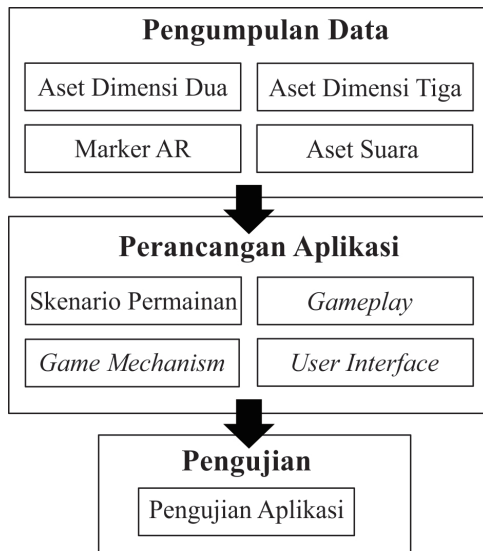 Pengumpulan Data
Aset Dimensi Dua
Aset Dimensi Tiga
Marker AR
Aset Suara
Perancangan Aplikasi
Skenario Permainan
Gameplay
Game Mechanism
User Interface
Pengujian
Pengujian Aplikasi